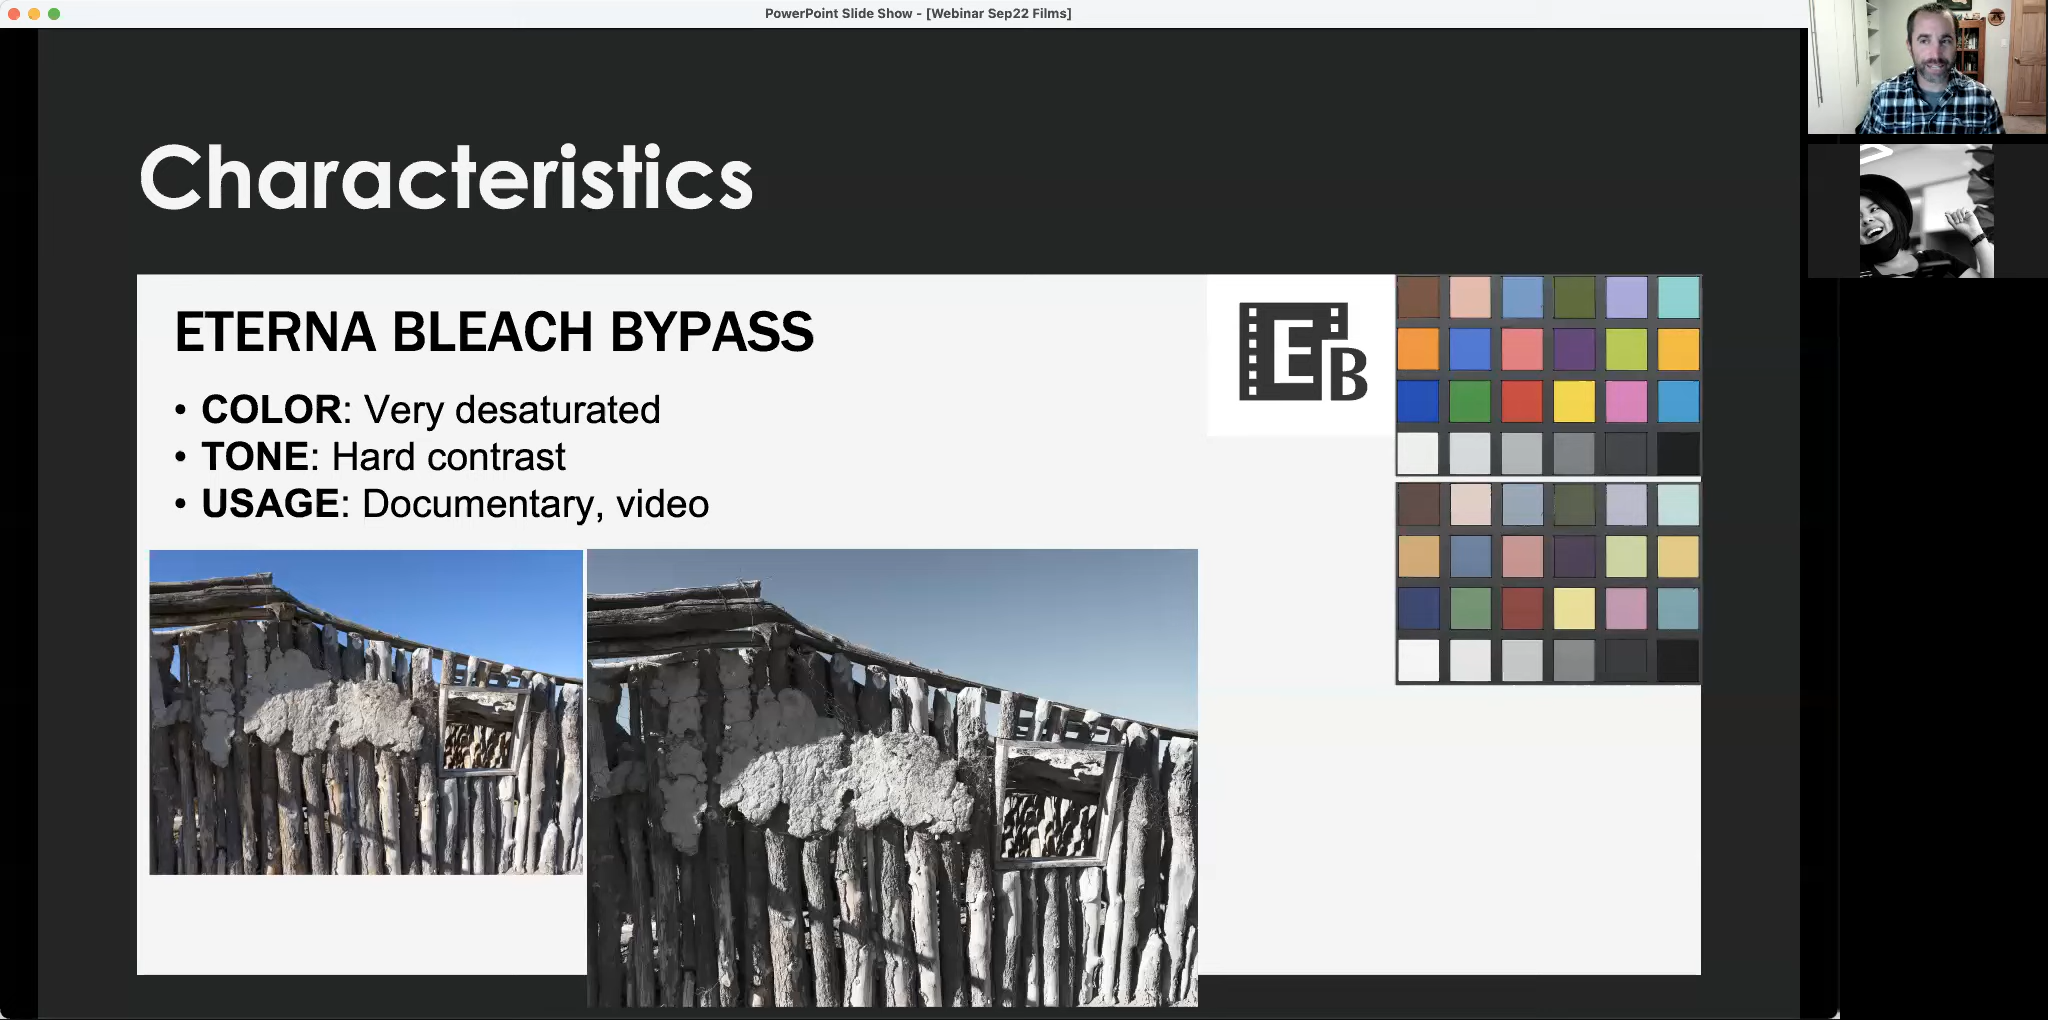 PowerPoint Slide Show - [Webinar Sep22 Films]
Characteristics
ETERNA BLEACH BYPASS
• COLOR: Very desaturated
• TONE: Hard contrast
• USAGE: Documentary, video
EB